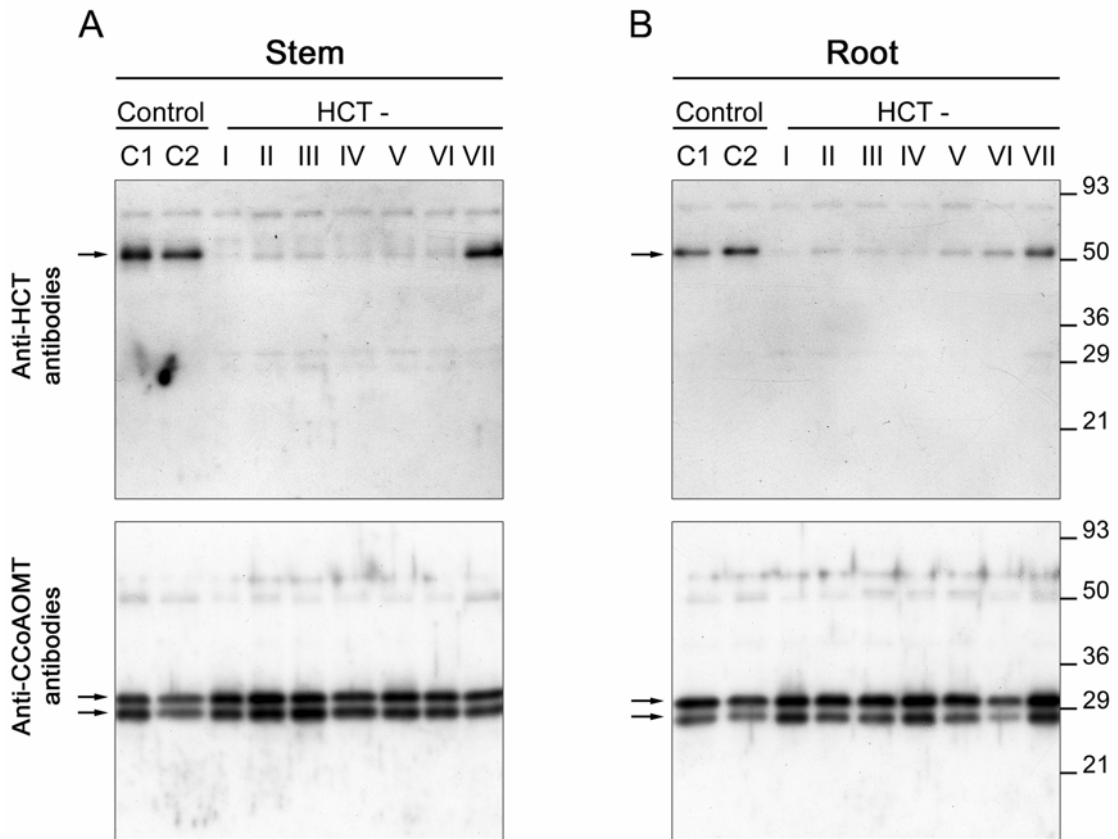 A
B
Stem
Root
Control HCT -
Control HCT -
C1 C2 I II III IV V VI VII
C1 C2 I II III IV V VI VII
Anti-HCT
antibodies
93
50
36
29
21
Anti-CCoAOMT
antibodies
93
50
36
29
21